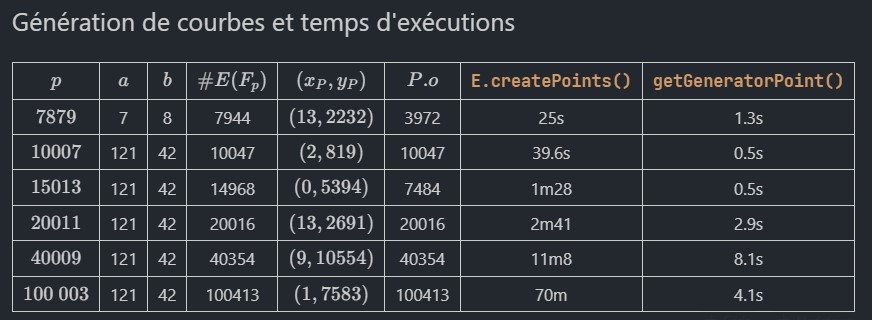 Génération de courbes et temps d'exécutions
p a b #E(F_p) (x_P, y_P) P.o E.createPoints() getGeneratorPoint()
7879 7 8 7944 (13, 2232) 3972 25s 1.3s
10007 121 42 10047 (2, 819) 10047 39.6s 0.5s
15013 121 42 14968 (0, 5394) 7484 1m28 0.5s
20011 121 42 20016 (13, 2691) 20016 2m41 2.9s
40009 121 42 40354 (9, 10554) 40354 11m8 8.1s
100 003 121 42 100413 (1, 7583) 100413 70m 4.1s